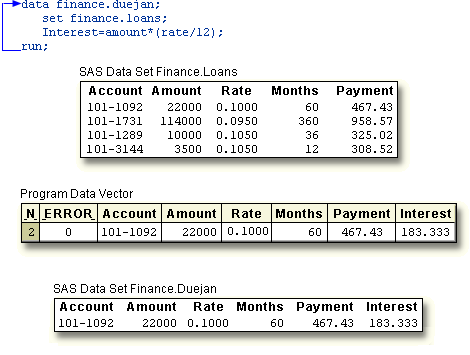 data finance.duejan;
set finance.loans;
Interest=amount*(rate/12);
run;
SAS Data Set Finance.Loans
Account Amount Rate Months Payment
101-1092 22000 0.1000 60 467.43
101-1731 114000 0.0950 360 958.57
101-1289 10000 0.1050 36 325.02
101-3144 3500 0.1050 12 308.52
Program Data Vector
_N_ _ERROR_ Account Amount Rate Months Payment Interest
2 0 101-1092 22000 0.1000 60 467.43 183.333
SAS Data Set Finance.Duejan
Account Amount Rate Months Payment Interest
101-1092 22000 0.1000 60 467.43 183.333